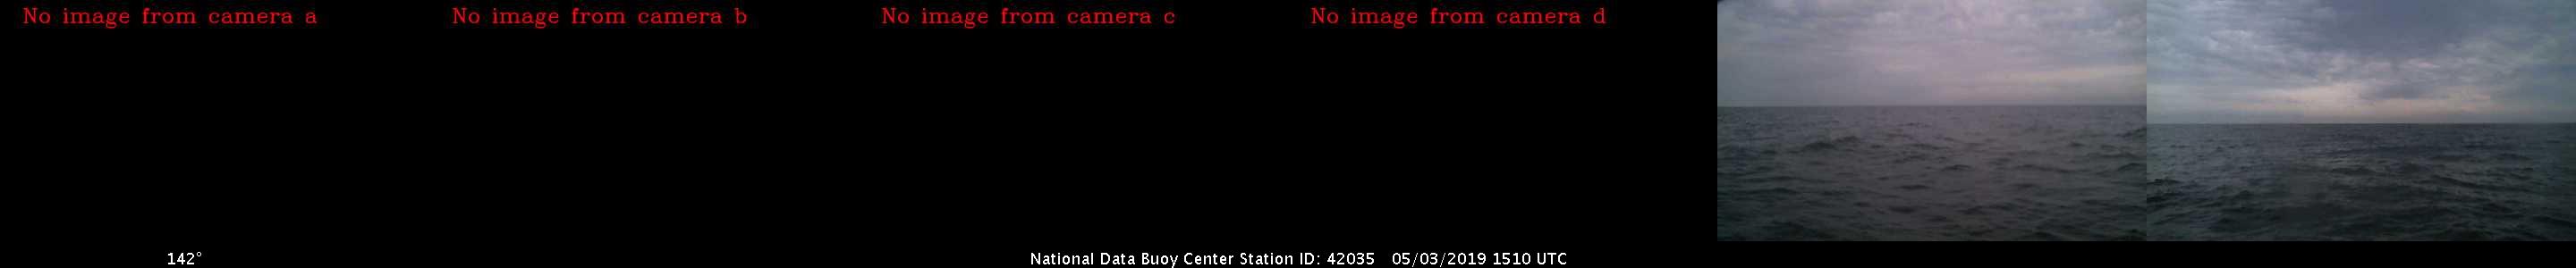 No image from camera a
No image from camera b
No image from camera c
No image from camera d
142°
National Data Buoy Center Station ID: 42035 05/03/2019 1510 UTC